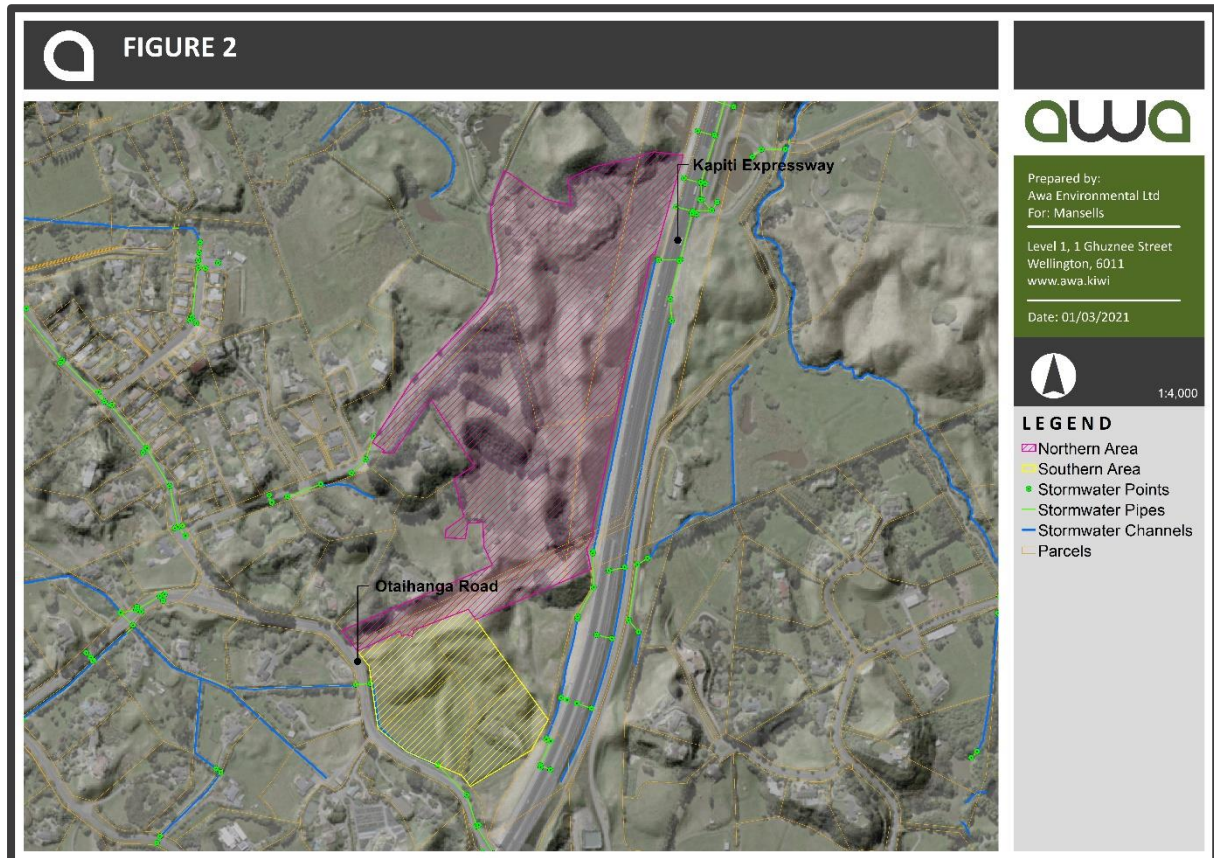 FIGURE 2
Kapiti Expressway
Otaihanga Road
awa
Prepared by:
Awa Environmental Ltd
For: Mansells
Level 1, 1 Ghuznee Street
Wellington, 6011
www.awa.kiwi
Date: 01/03/2021
1:4,000
LEGEND
Northern Area
Southern Area
Stormwater Points
Stormwater Pipes
Stormwater Channels
Parcels